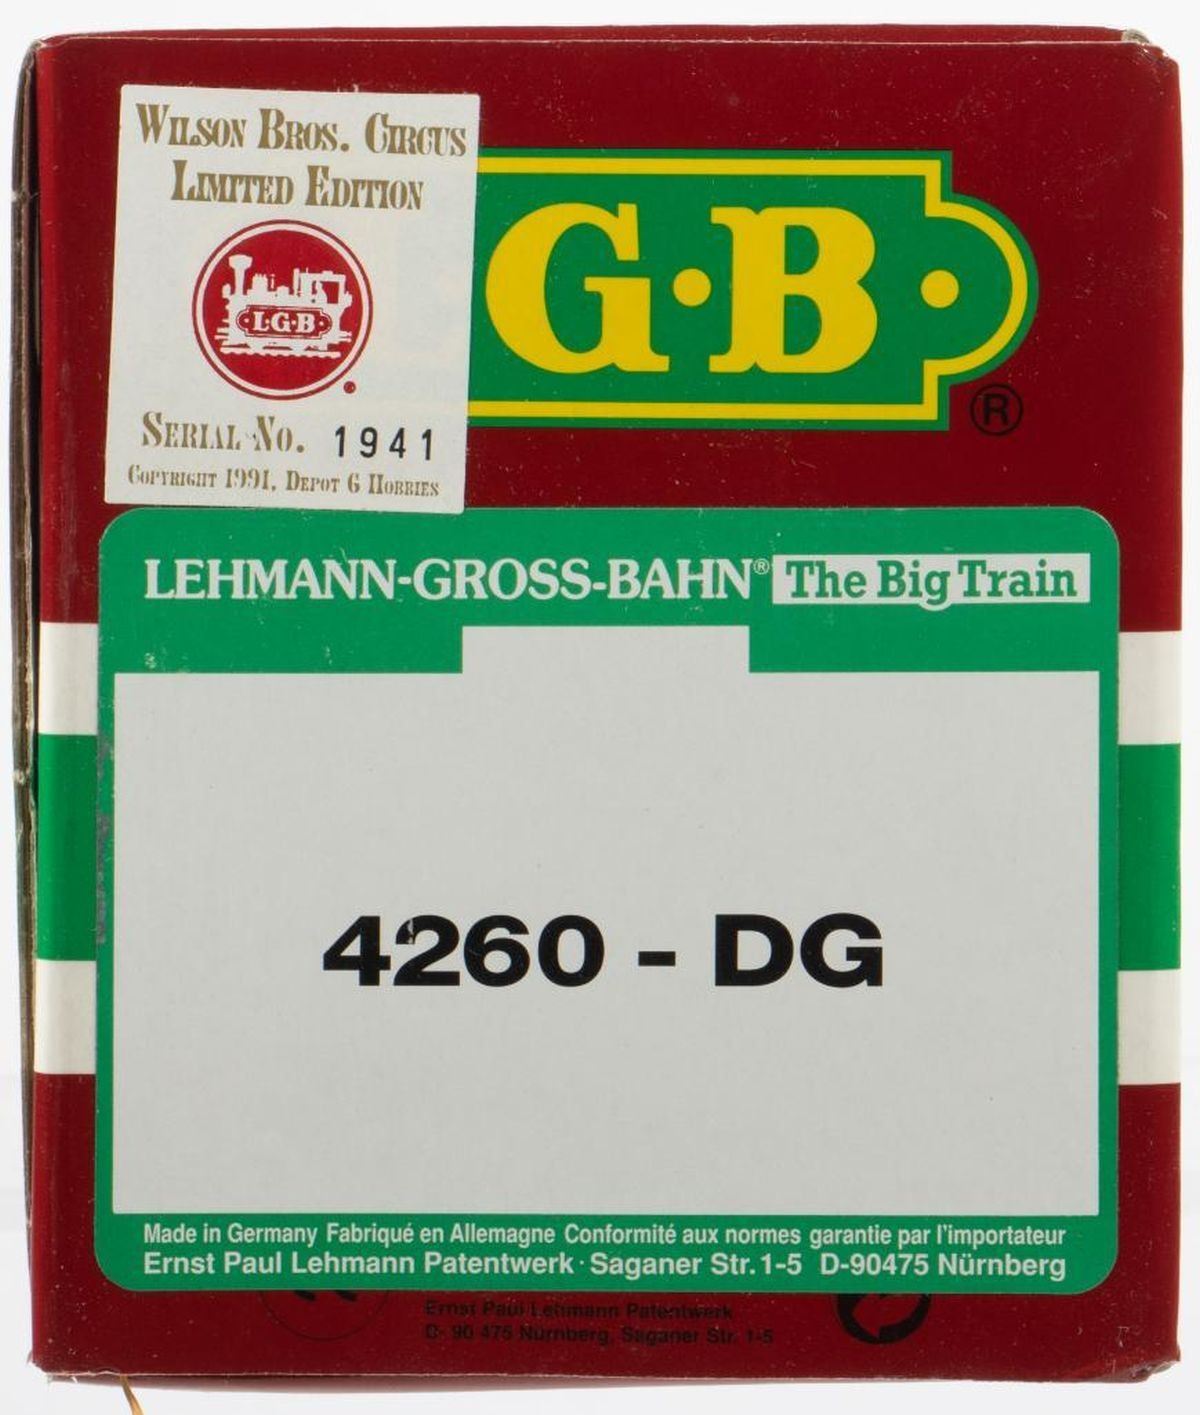 WILSON BROS. CIRCUS
LIMITED EDITION
L·G·B
SERIAL NO. 1941
COPYRIGHT 1991, DEPOT G HOBBIES
G·B·
®
LEHMANN-GROSS-BAHN® The Big Train
4260 - DG
Made in Germany Fabriqué en Allemagne Conformité aux normes garantie par l'importateur
Ernst Paul Lehmann Patentwerk · Saganer Str. 1-5 D-90475 Nürnberg
Ernst Paul Lehmann Patentwerk
D- 90 475 Nürnberg, Saganer Str. 1-5